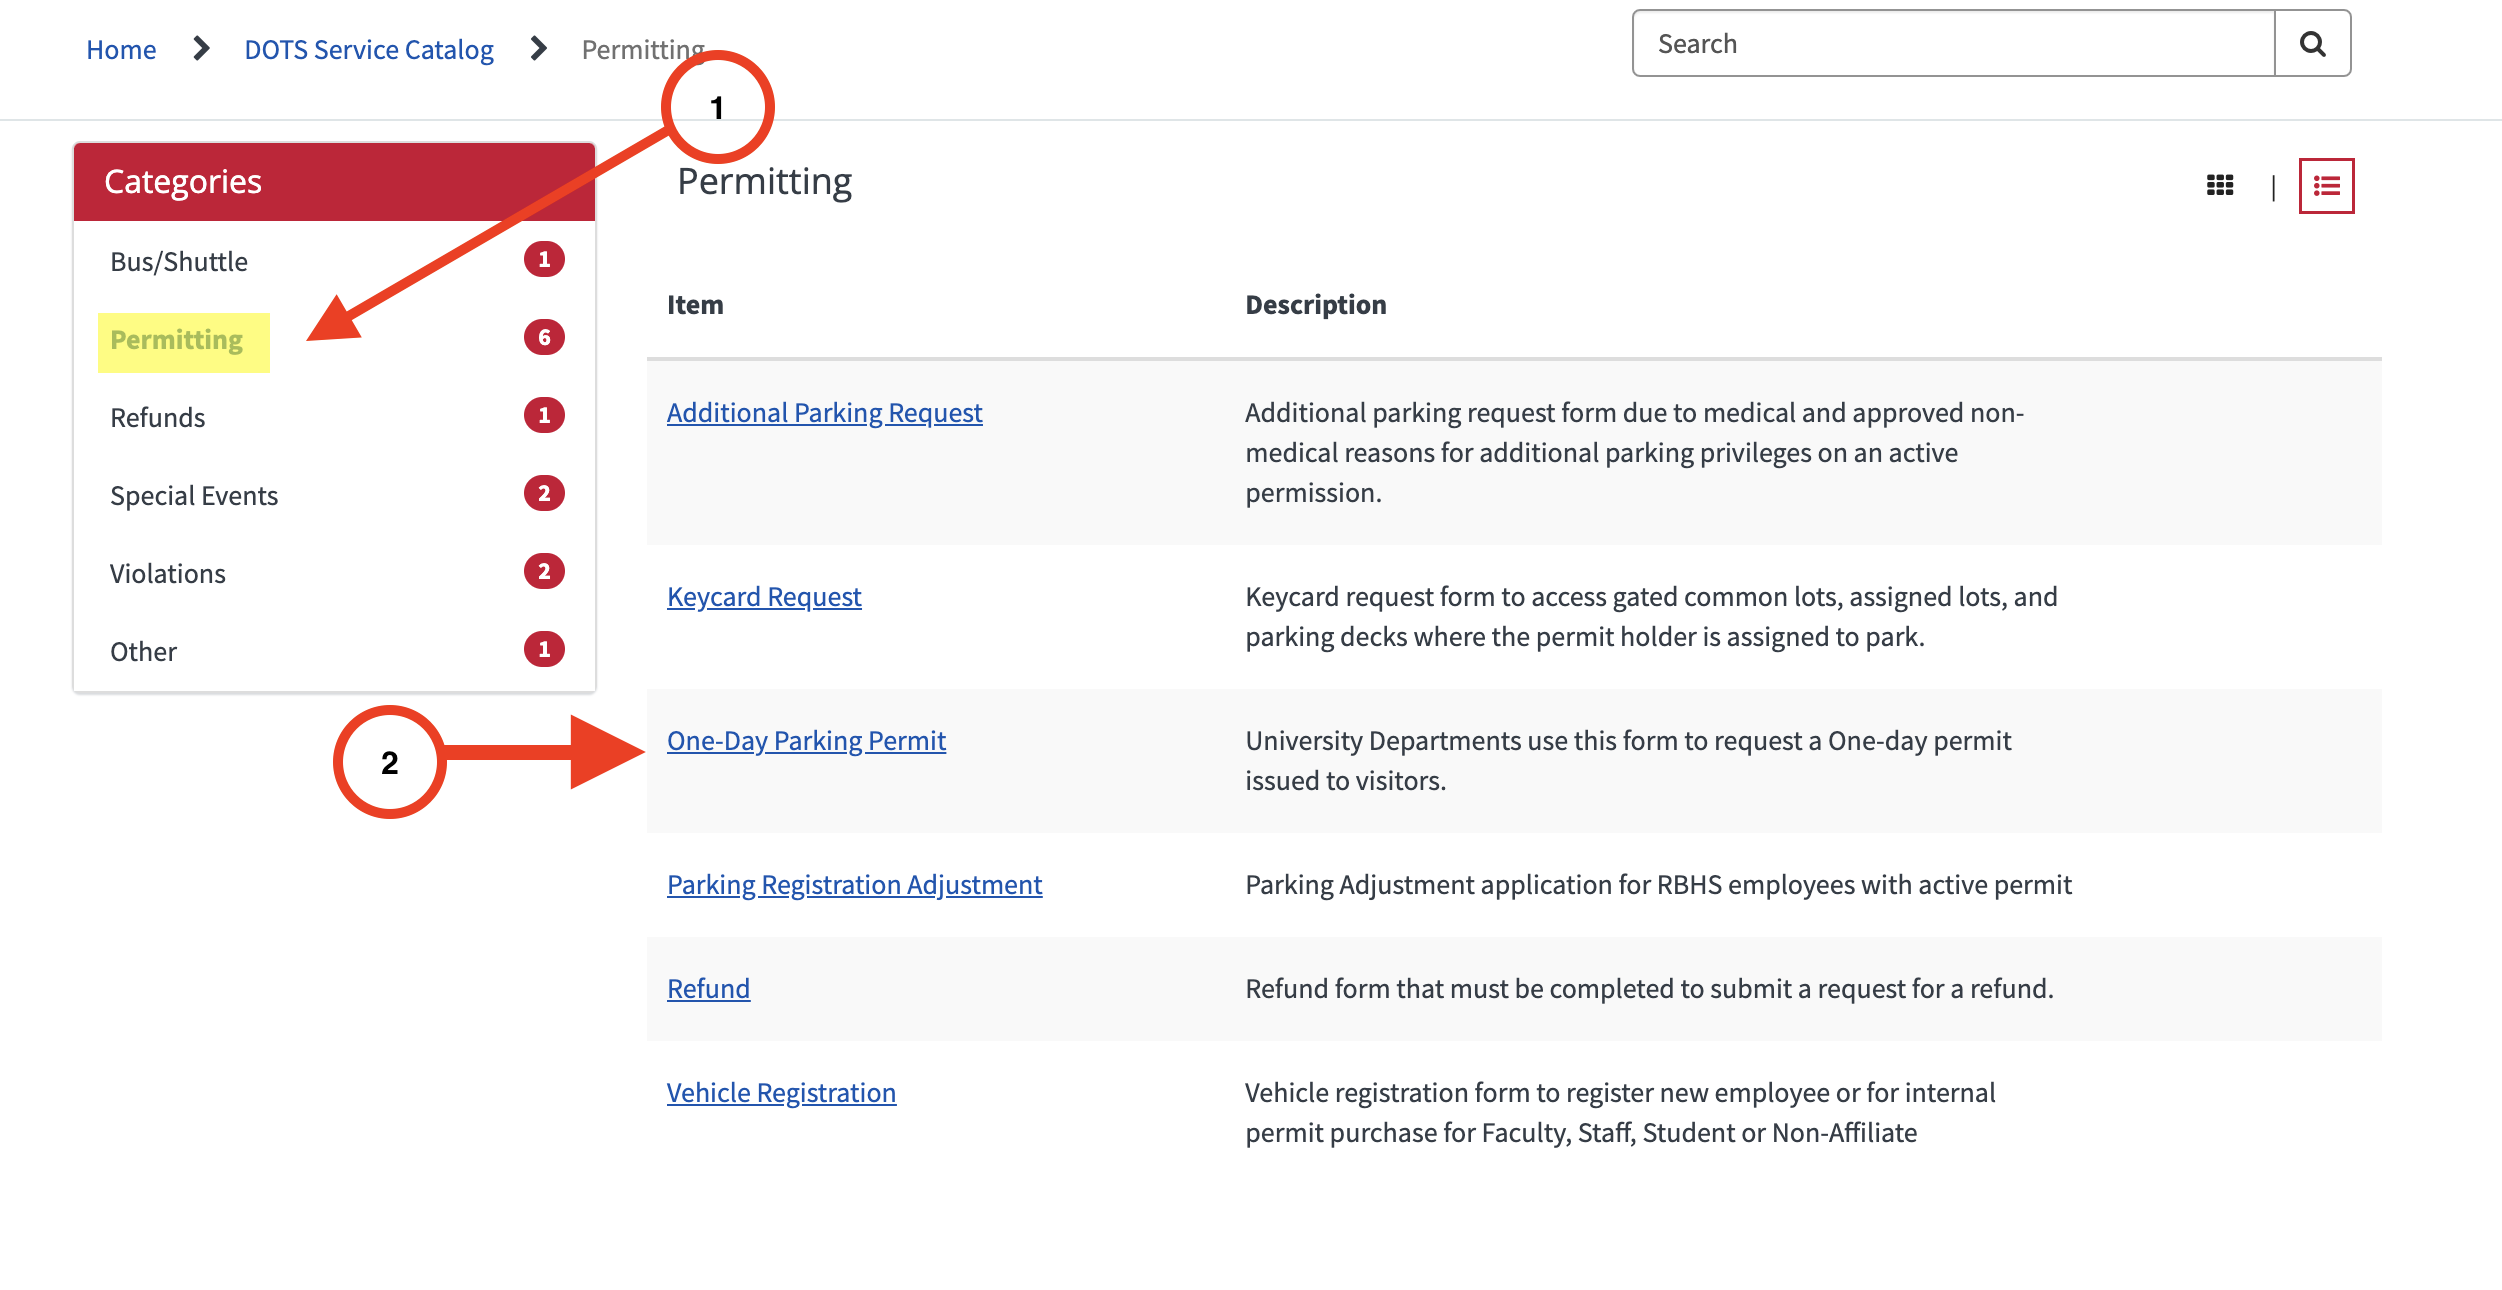 Home > DOTS Service Catalog > Permitting
Search
1
Categories
Bus/Shuttle 1
Permitting 6
Refunds 1
Special Events 2
Violations 2
Other 1
2
Permitting
|
Item Description
Additional Parking Request
Additional parking request form due to medical and approved non-
medical reasons for additional parking privileges on an active
permission.
Keycard Request
Keycard request form to access gated common lots, assigned lots, and
parking decks where the permit holder is assigned to park.
One-Day Parking Permit
University Departments use this form to request a One-day permit
issued to visitors.
Parking Registration Adjustment
Parking Adjustment application for RBHS employees with active permit
Refund
Refund form that must be completed to submit a request for a refund.
Vehicle Registration
Vehicle registration form to register new employee or for internal
permit purchase for Faculty, Staff, Student or Non-Affiliate